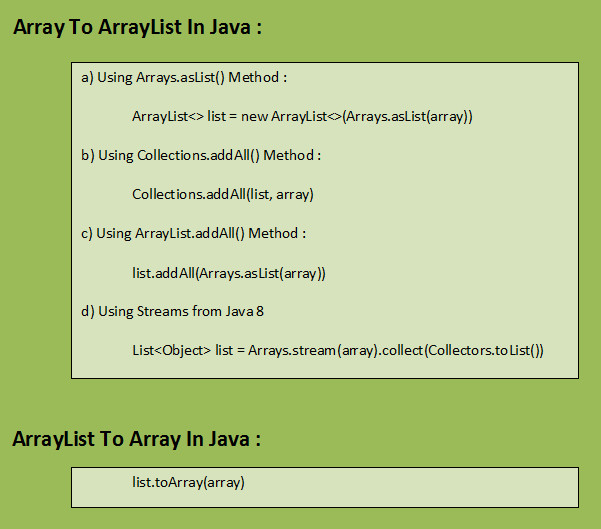 Array To ArrayList In Java :
a) Using Arrays.asList() Method :
ArrayList<> list = new ArrayList<>(Arrays.asList(array))
b) Using Collections.addAll() Method :
Collections.addAll(list, array)
c) Using ArrayList.addAll() Method :
list.addAll(Arrays.asList(array))
d) Using Streams from Java 8
List<Object> list = Arrays.stream(array).collect(Collectors.toList())
ArrayList To Array In Java :
list.toArray(array)